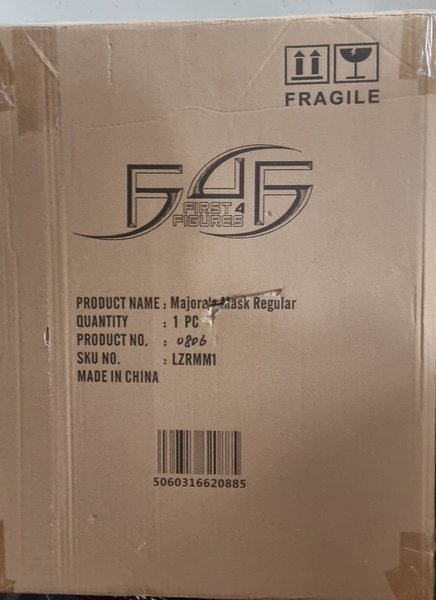 FRAGILE
F4F
FIRST 4
FIGURES
PRODUCT NAME : Majora's Mask Regular
QUANTITY : 1 PC
PRODUCT NO. : 0806
SKU NO. : LZRMM1
MADE IN CHINA
5060316620885